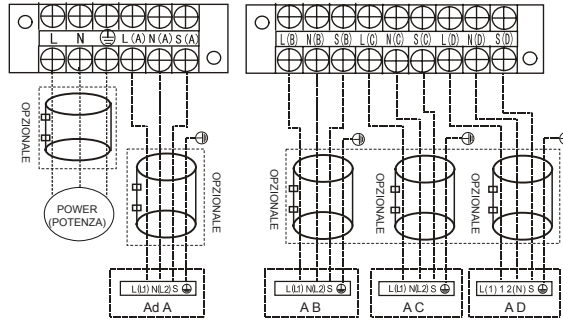 L N L(A) N(A) S(A)
L(B) N(B) S(B) L(C) N(C) S(C) L(D) N(D) S(D)
OPZIONALE
OPZIONALE
OPZIONALE
OPZIONALE
OPZIONALE
POWER
(POTENZA)
L(L1) N(L2) S
Ad A
L(L1) N(L2) S
A B
L(L1) N(L2) S
A C
L(1) 1 2(N) S
A D